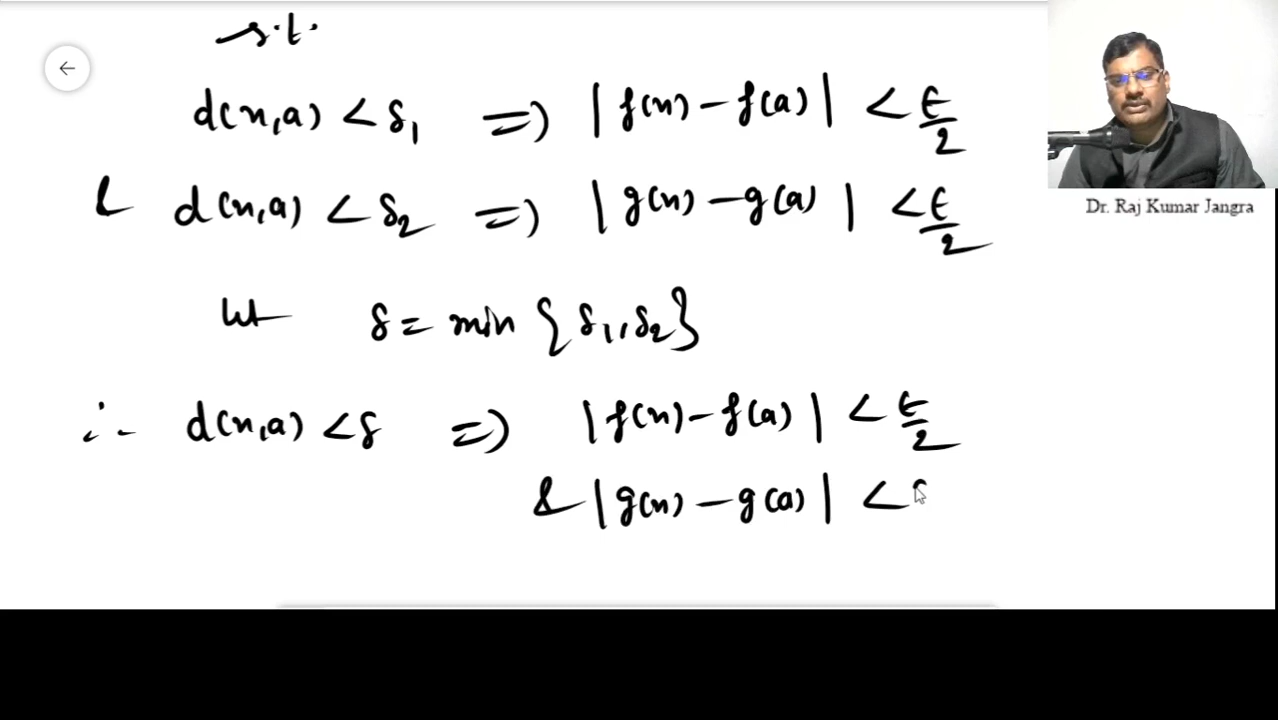 s.t.
d(x,a) < δ₁ ⇒ |f(x) - f(a)| < ε/2
& d(x,a) < δ₂ ⇒ |g(x) - g(a)| < ε/2
Dr. Raj Kumar Jangra
let δ = min {δ₁, δ₂}
∴ d(x,a) < δ ⇒ |f(x) - f(a)| < ε/2
& |g(x) - g(a)| <